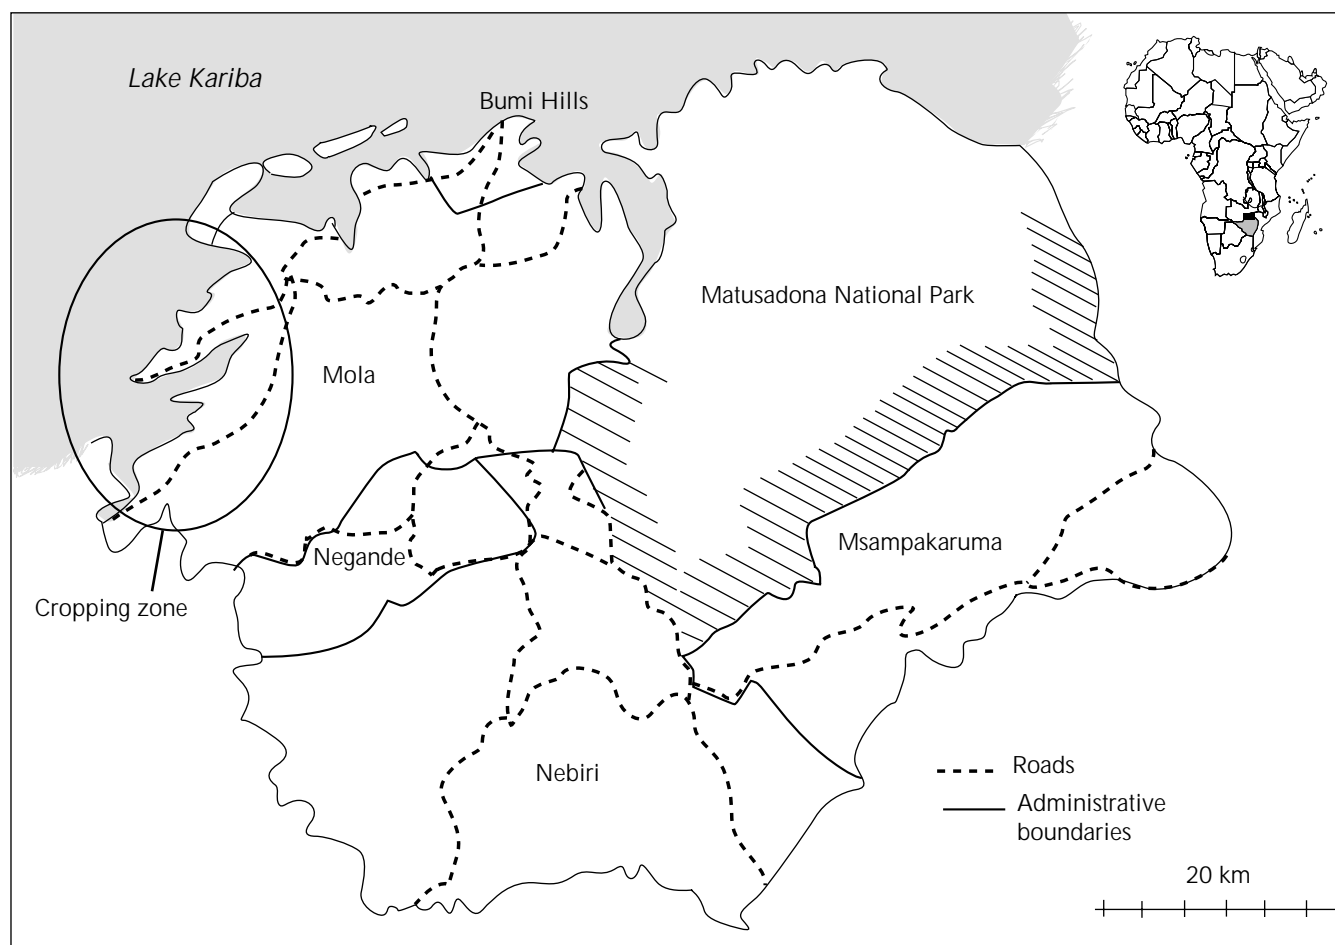 Lake Kariba
Bumi Hills
Matusadona National Park
Mola
Msampakaruma
Negande
Cropping zone
Nebiri
Roads
Administrative
boundaries
20 km